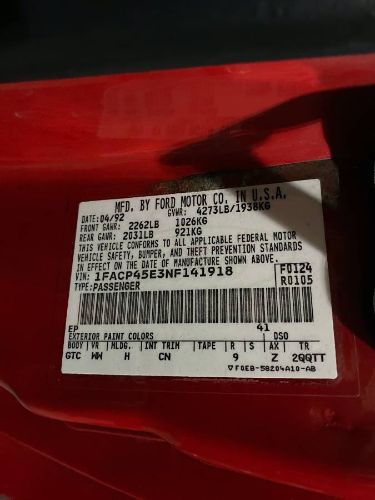 MFD. BY FORD MOTOR CO. IN U.S.A.
DATE: 04/92 GVWR: 4273LB/1938KG
FRONT GAWR: 2262LB 1026KG
REAR GAWR: 2031LB 921KG
THIS VEHICLE CONFORMS TO ALL APPLICABLE FEDERAL MOTOR
VEHICLE SAFETY, BUMPER, AND THEFT PREVENTION STANDARDS
IN EFFECT ON THE DATE OF MANUFACTURE SHOWN ABOVE.
VIN: 1FACP45E3NF141918 F0124
TYPE: PASSENGER R0105
EP 41
EXTERIOR PAINT COLORS DSO
BODY VR MLDG. INT TRIM TAPE R S AX TR
GTC WW H CN 9 Z 2QQTT
▽F0EB-58204A10-AB